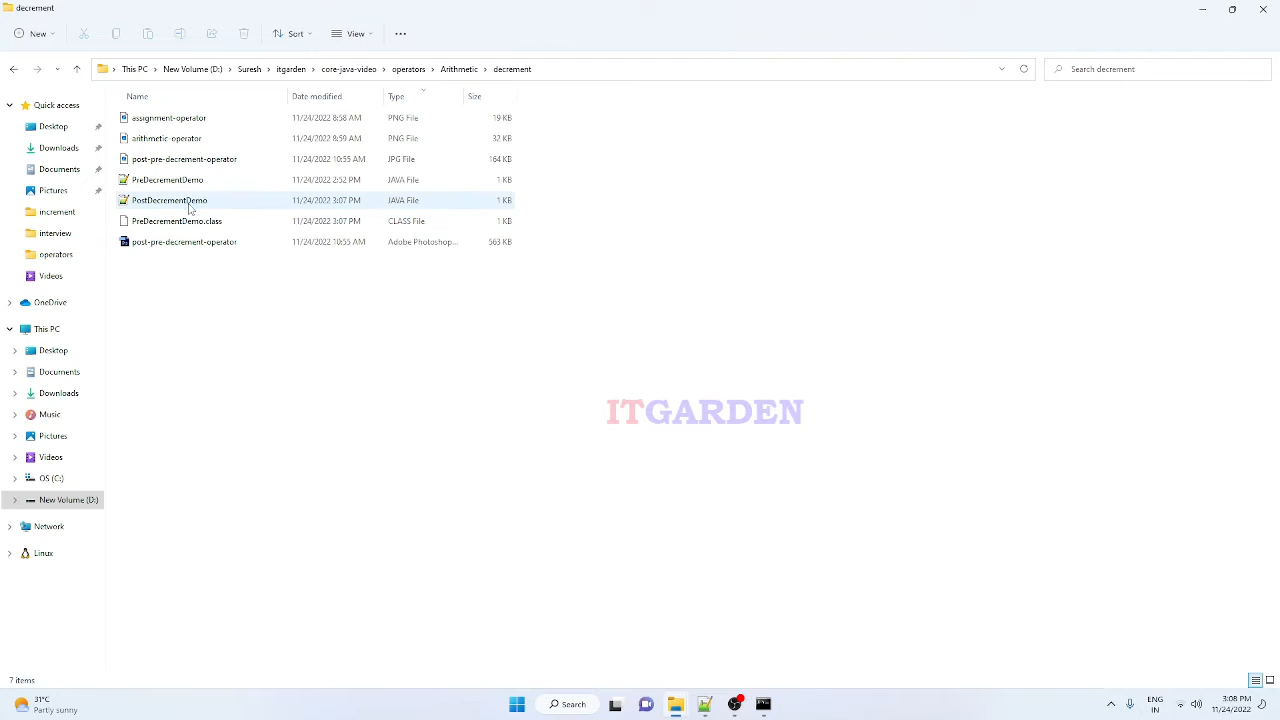 decrement
New
Sort
View
This PC > New Volume (D:) > Suresh > itgarden > core-java-video > operators > Arithmetic > decrement
Search decrement
Name Date modified Type Size
Quick access
Desktop
Downloads
Documents
Pictures
increment
interview
operators
Videos
OneDrive
This PC
Desktop
Documents
Downloads
Music
Pictures
Videos
OS (C:)
New Volume (D:)
Network
Linux
assignment-operator 11/24/2022 8:58 AM PNG File 19 KB
arithmetic-operator 11/24/2022 8:59 AM PNG File 32 KB
post-pre-decrement-operator 11/24/2022 10:55 AM JPG File 164 KB
PreDecrementDemo 11/24/2022 2:52 PM JAVA File 1 KB
PostDecrementDemo 11/24/2022 3:07 PM JAVA File 1 KB
PreDecrementDemo.class 11/24/2022 3:07 PM CLASS File 1 KB
post-pre-decrement-operator 11/24/2022 10:55 AM Adobe Photoshop... 563 KB
ITGARDEN
7 items
31°C
Partly sunny
Search
ENG
IN
3:08 PM
11/24/2022